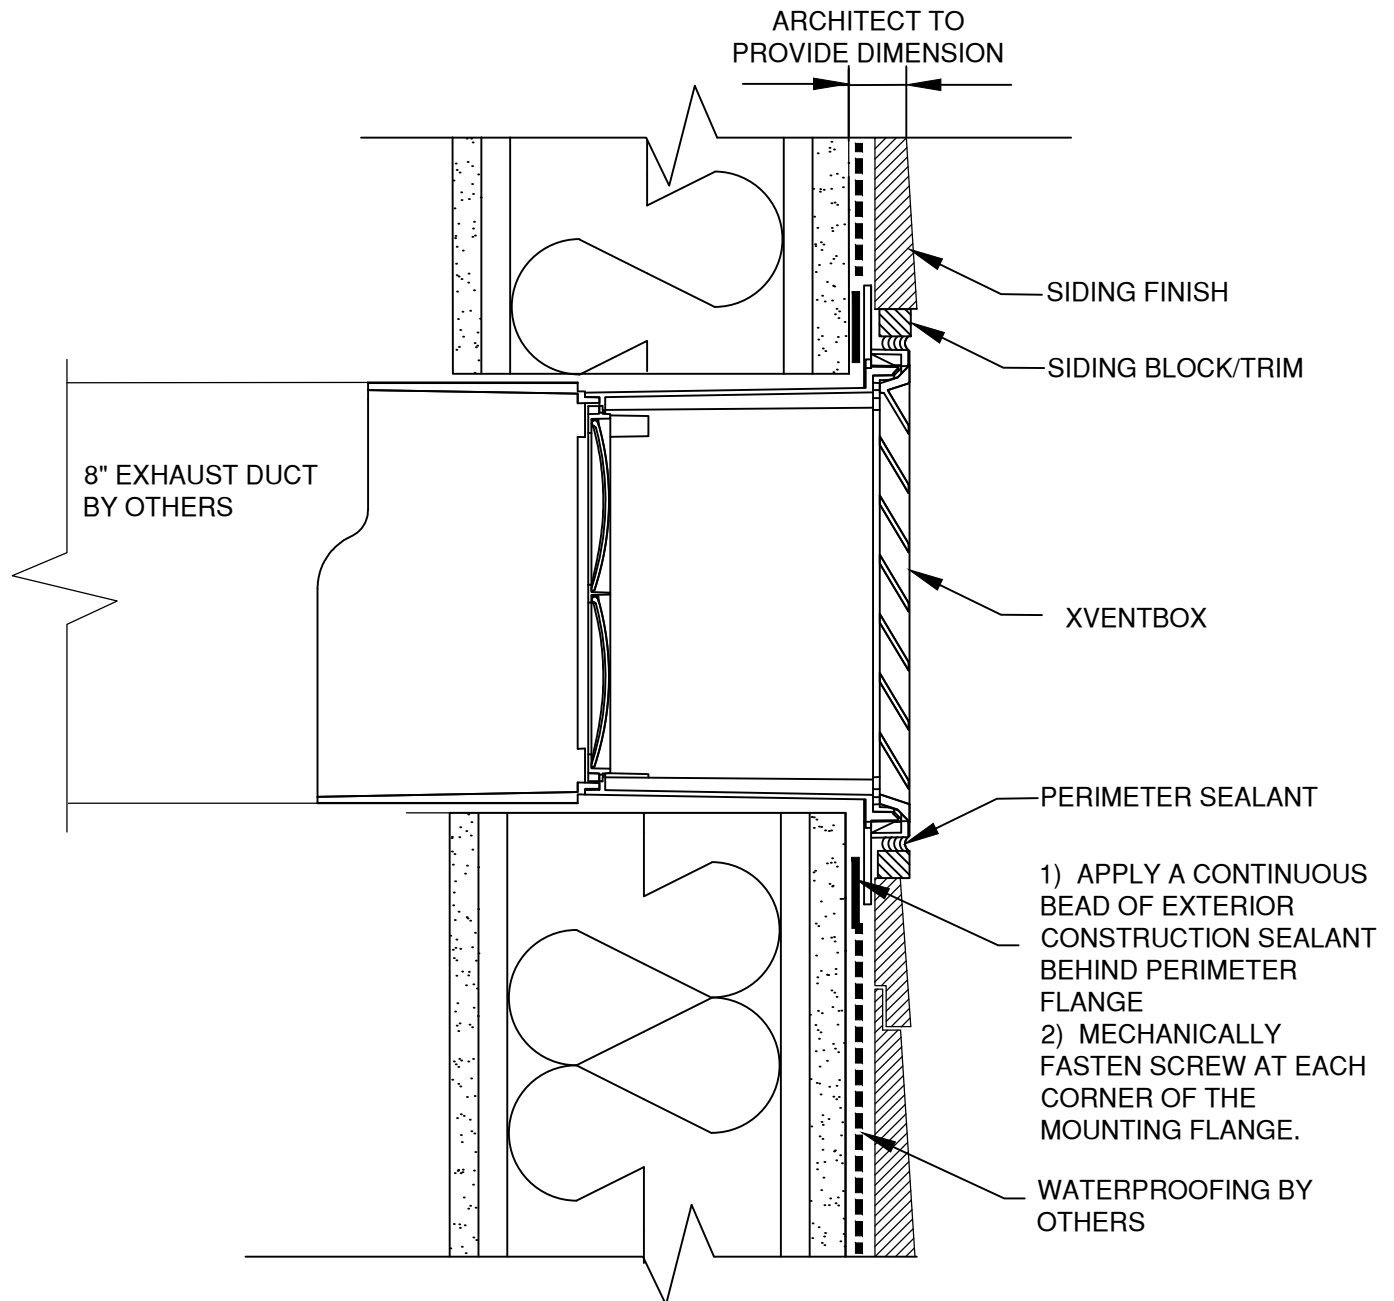 ARCHITECT TO
PROVIDE DIMENSION
SIDING FINISH
SIDING BLOCK/TRIM
8" EXHAUST DUCT
BY OTHERS
XVENTBOX
PERIMETER SEALANT
1) APPLY A CONTINUOUS
BEAD OF EXTERIOR
CONSTRUCTION SEALANT
BEHIND PERIMETER
FLANGE
2) MECHANICALLY
FASTEN SCREW AT EACH
CORNER OF THE
MOUNTING FLANGE.
WATERPROOFING BY
OTHERS